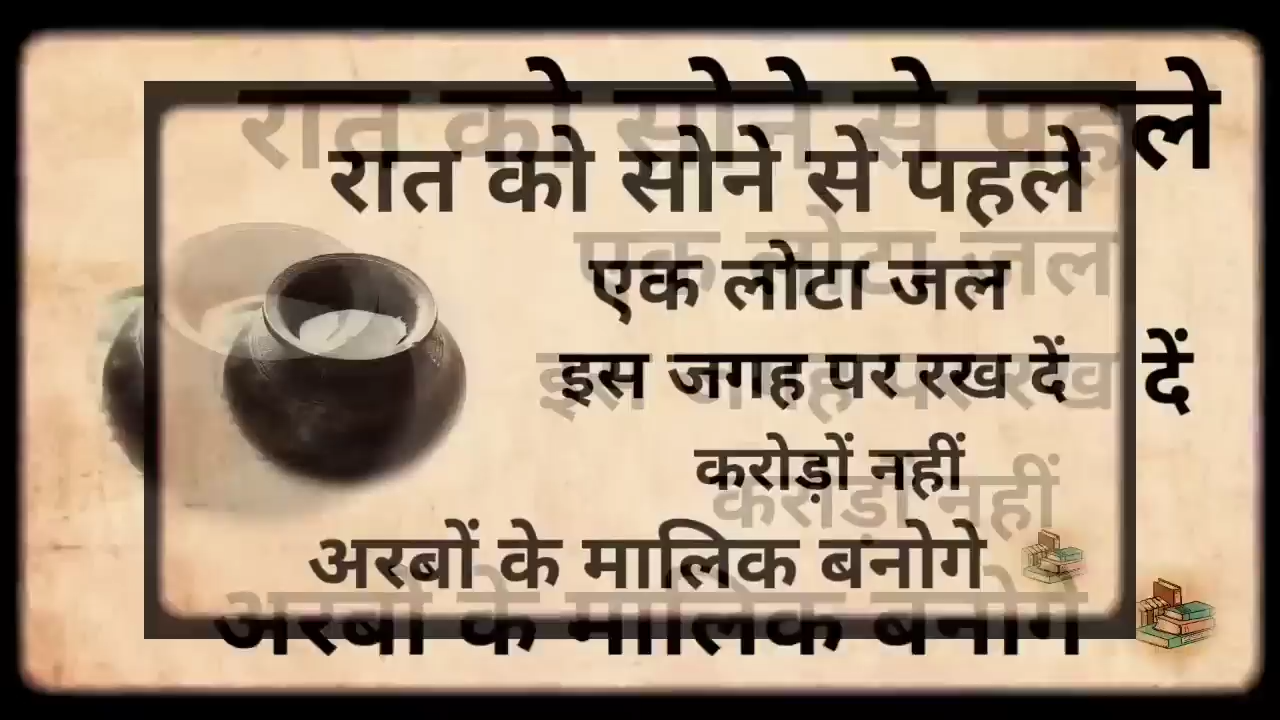 रात को सोने से पहले
एक लोटा जल
इस जगह पर रख दें
करोड़ों नहीं
अरबों के मालिक बनोगे